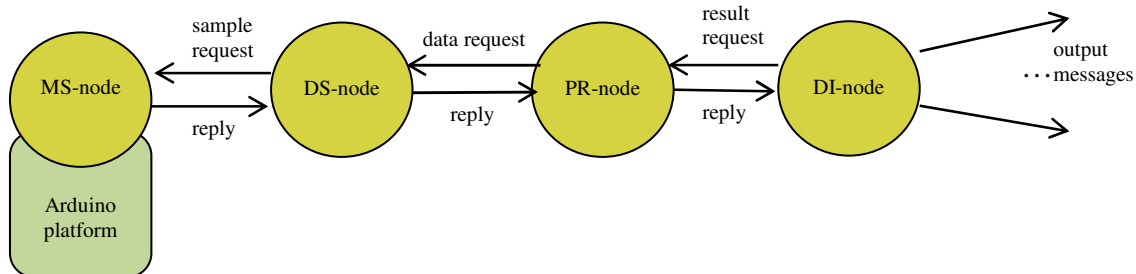 sample
request
MS-node
reply
Arduino
platform
DS-node
data request
reply
PR-node
result
request
reply
DI-node
output
… messages